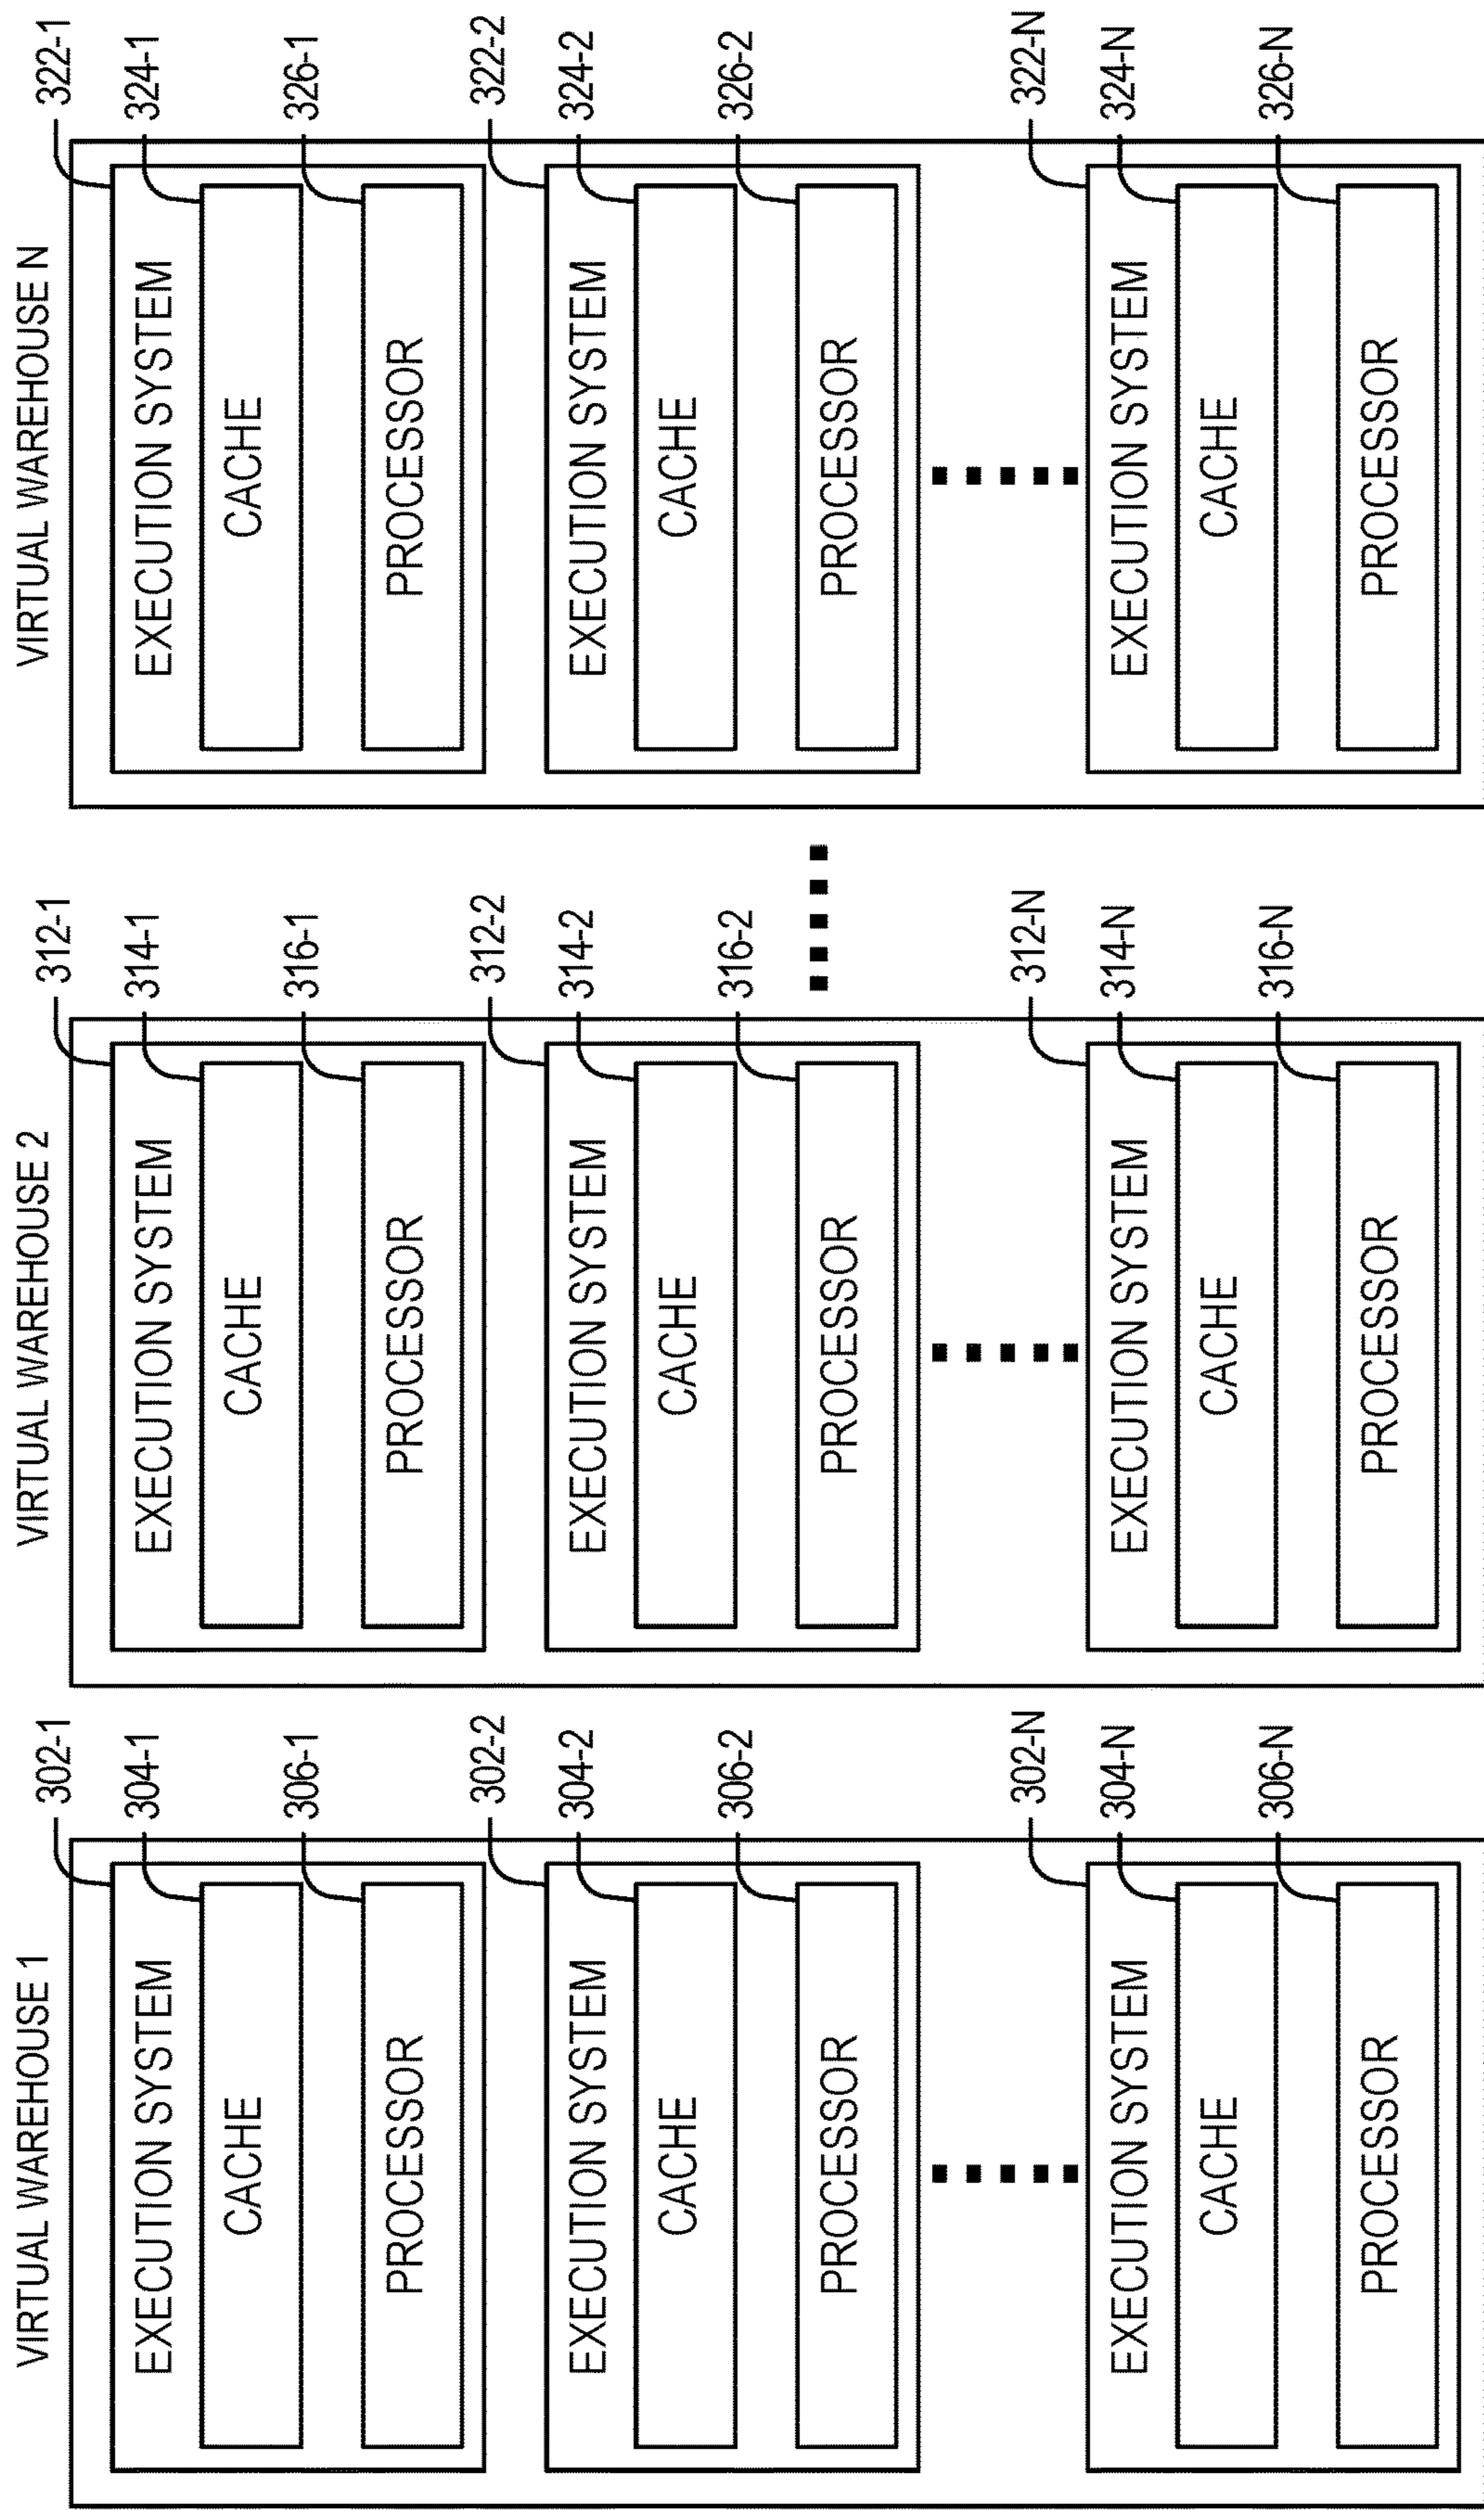 VIRTUAL WAREHOUSE 1
302-1
EXECUTION SYSTEM
304-1
CACHE
306-1
PROCESSOR
302-2
EXECUTION SYSTEM
304-2
CACHE
306-2
PROCESSOR
302-N
EXECUTION SYSTEM
304-N
CACHE
306-N
PROCESSOR
VIRTUAL WAREHOUSE 2
312-1
EXECUTION SYSTEM
314-1
CACHE
316-1
PROCESSOR
312-2
EXECUTION SYSTEM
314-2
CACHE
316-2
PROCESSOR
312-N
EXECUTION SYSTEM
314-N
CACHE
316-N
PROCESSOR
VIRTUAL WAREHOUSE N
322-1
EXECUTION SYSTEM
324-1
CACHE
326-1
PROCESSOR
322-2
EXECUTION SYSTEM
324-2
CACHE
326-2
PROCESSOR
322-N
EXECUTION SYSTEM
324-N
CACHE
326-N
PROCESSOR